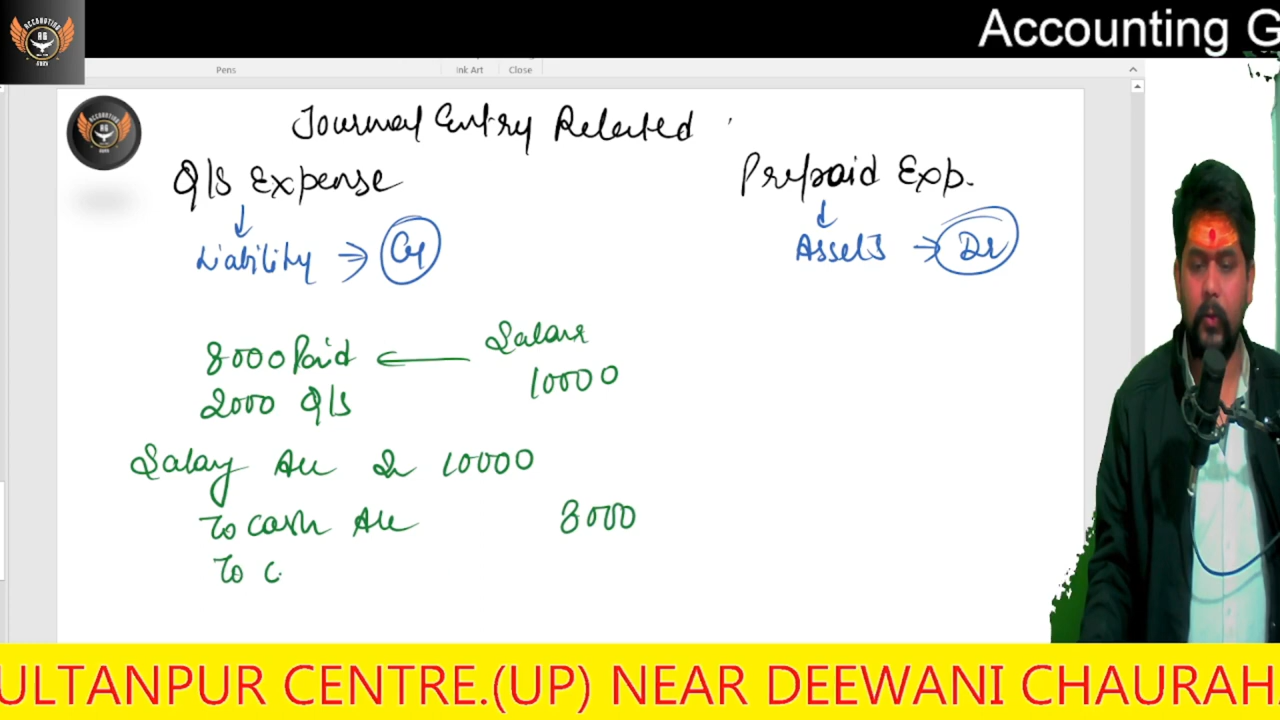 Accounting G
Pens
Ink Art
Close
Journal Entry Related
O/S Expense
Prepaid Exp.
Liability → Cr
Assets → Dr
8000 Paid ← Salary
10000
2000 O/S
Salary A/c Dr 10000
To cash A/c 8000
To
ULTANPUR CENTRE.(UP) NEAR DEEWANI CHAURAH